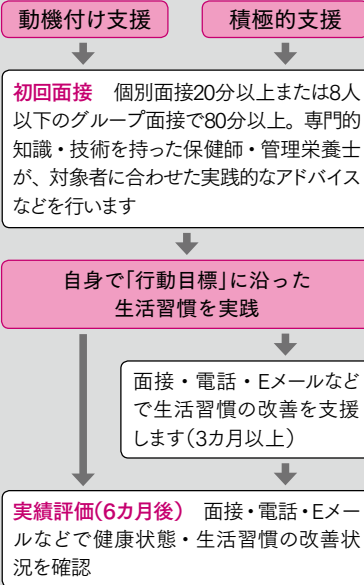 動機付け支援
積極的支援
初回面接　個別面接20分以上または8人
以下のグループ面接で80分以上。専門的
知識・技術を持った保健師・管理栄養士
が、対象者に合わせた実践的なアドバイス
などを行います
自身で「行動目標」に沿った
生活習慣を実践
面接・電話・Eメールなど
で生活習慣の改善を支援
します(3カ月以上)
実績評価(6カ月後)　面接・電話・Eメー
ルなどで健康状態・生活習慣の改善状
況を確認